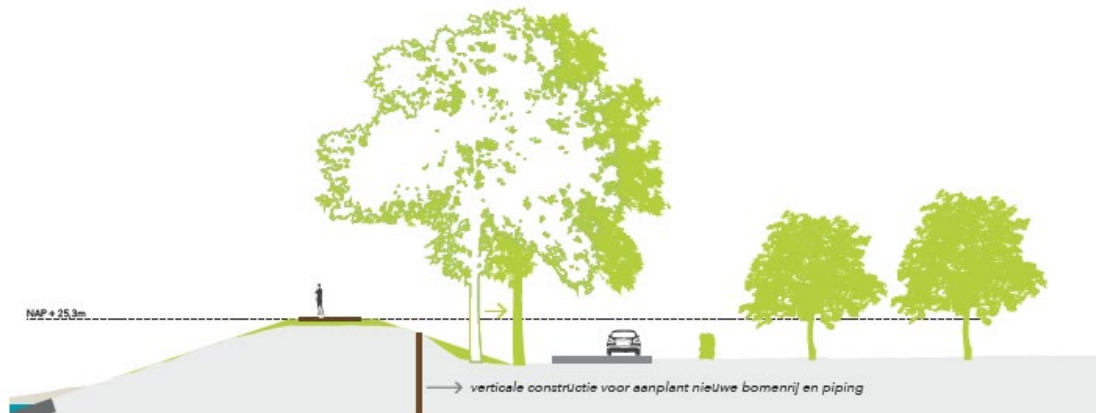 NAP + 25,3m
verticale constructie voor aanplant nieuwe bomenrij en piping